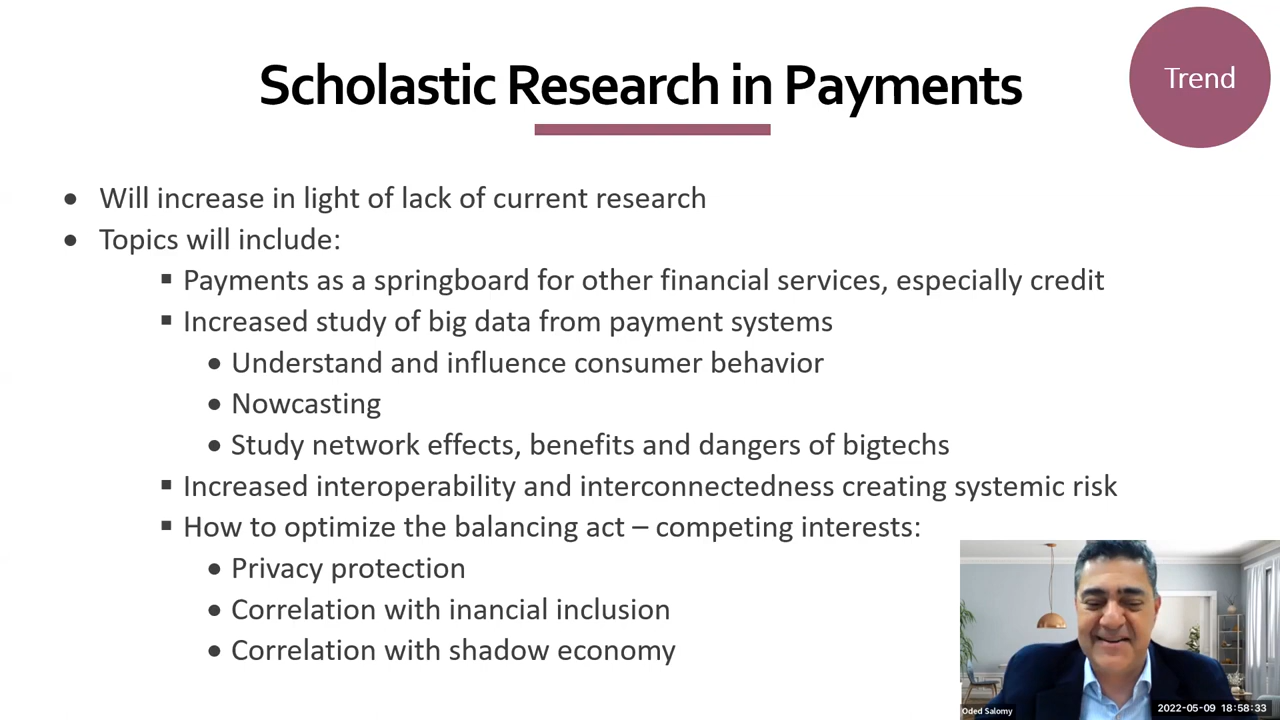 Scholastic Research in Payments
Trend
● Will increase in light of lack of current research
● Topics will include:
▪ Payments as a springboard for other financial services, especially credit
▪ Increased study of big data from payment systems
● Understand and influence consumer behavior
● Nowcasting
● Study network effects, benefits and dangers of bigtechs
▪ Increased interoperability and interconnectedness creating systemic risk
▪ How to optimize the balancing act – competing interests:
● Privacy protection
● Correlation with inancial inclusion
● Correlation with shadow economy
Oded Salomy
2022-05-09 18:58:33